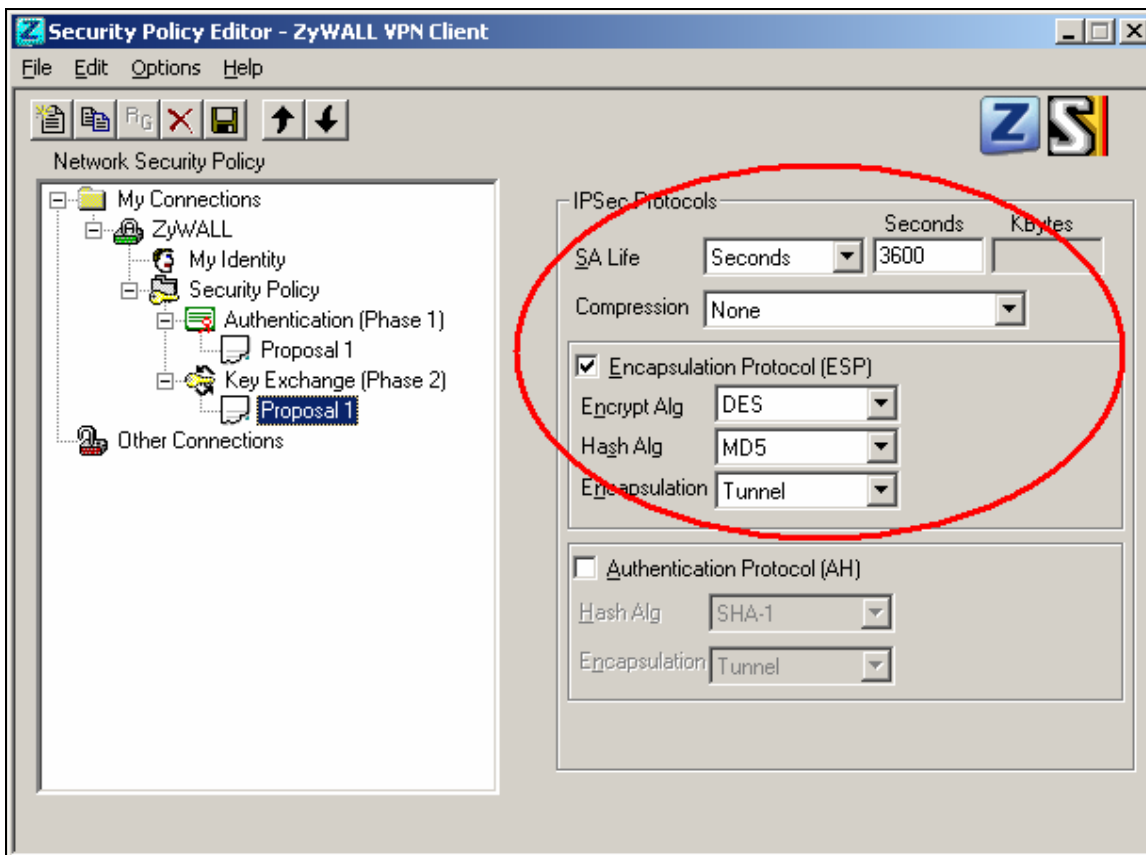 Security Policy Editor - ZyWALL VPN Client
File Edit Options Help
Network Security Policy
My Connections
ZyWALL
My Identity
Security Policy
Authentication (Phase 1)
Proposal 1
Key Exchange (Phase 2)
Proposal 1
Other Connections
IPSec Protocols
Seconds KBytes
SA Life Seconds 3600
Compression None
Encapsulation Protocol (ESP)
Encrypt Alg DES
Hash Alg MD5
Encapsulation Tunnel
Authentication Protocol (AH)
Hash Alg SHA-1
Encapsulation Tunnel